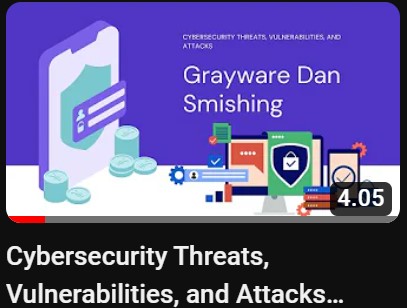 CYBERSECURITY THREATS, VULNERABILITIES, AND
ATTACKS
Grayware Dan
Smishing
4.05
Cybersecurity Threats,
Vulnerabilities, and Attacks...